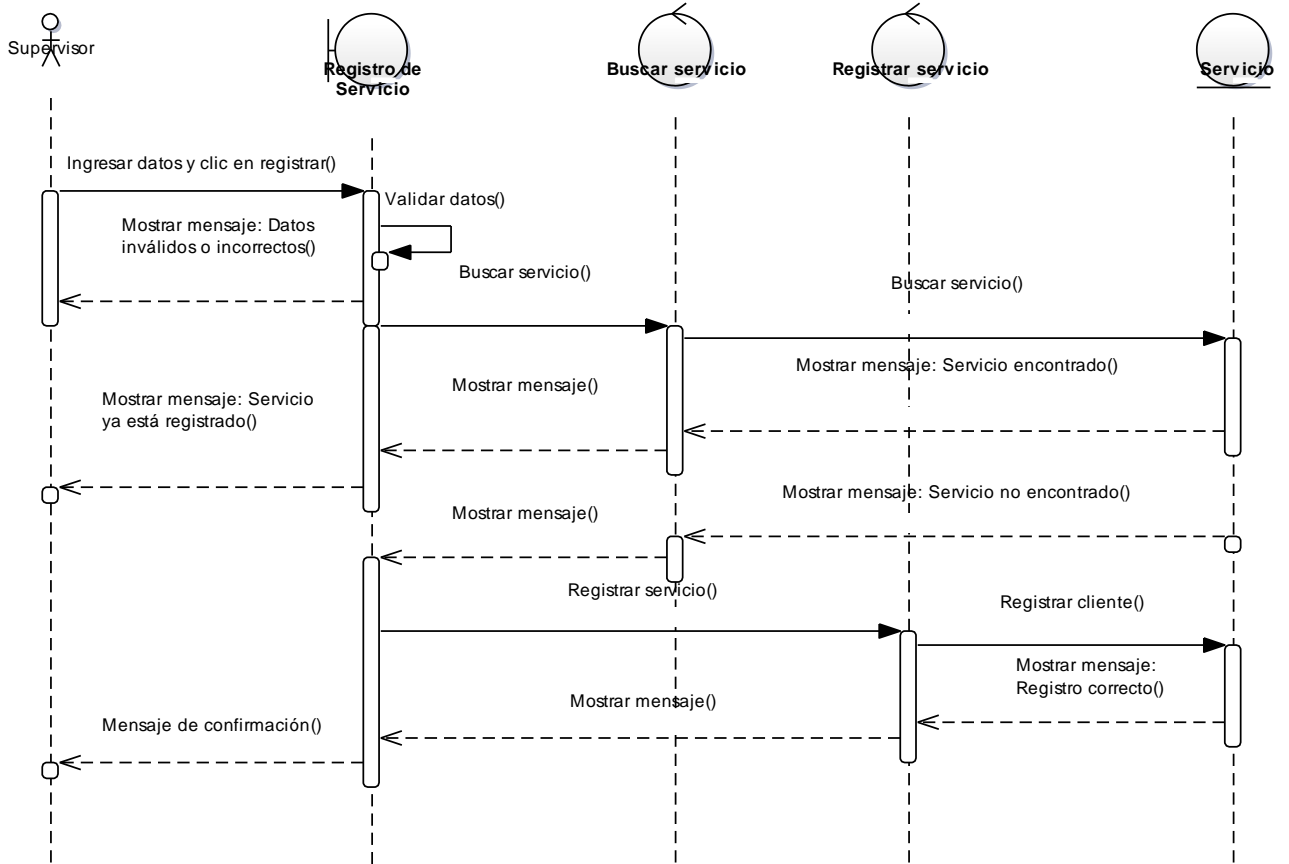 Supervisor
Registro de
Servicio
Buscar servicio
Registrar servicio
Servicio
Ingresar datos y clic en registrar()
Validar datos()
Mostrar mensaje: Datos
inválidos o incorrectos()
Buscar servicio()
Buscar servicio()
Mostrar mensaje: Servicio encontrado()
Mostrar mensaje()
Mostrar mensaje: Servicio
ya está registrado()
Mostrar mensaje: Servicio no encontrado()
Mostrar mensaje()
Registrar servicio()
Registrar cliente()
Mostrar mensaje:
Registro correcto()
Mostrar mensaje()
Mensaje de confirmación()